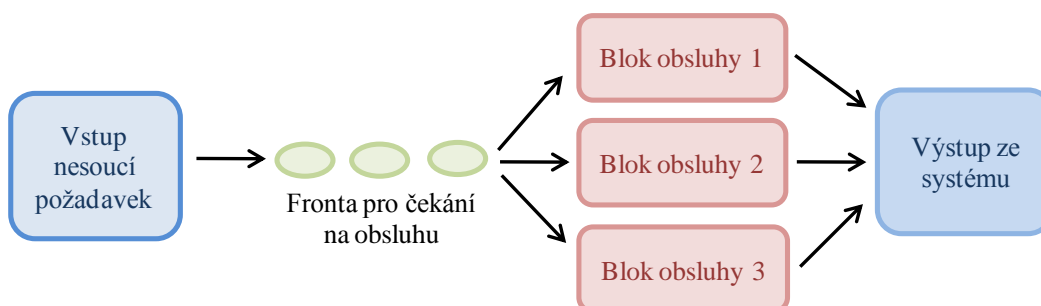 Vstup
nesoucí
požadavek
Fronta pro čekání
na obsluhu
Blok obsluhy 1
Blok obsluhy 2
Blok obsluhy 3
Výstup ze
systému